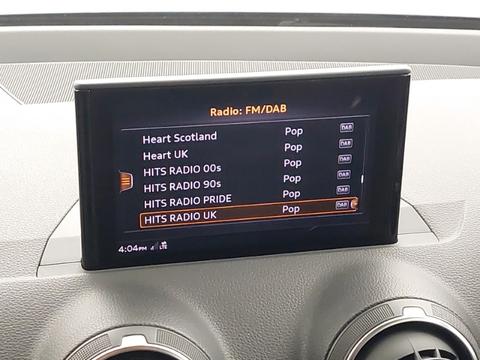 Radio: FM/DAB
Heart Scotland Pop DAB
Heart UK Pop DAB
HITS RADIO 00s Pop DAB
HITS RADIO 90s Pop DAB
HITS RADIO PRIDE Pop DAB
HITS RADIO UK Pop DAB
4:04PM LTE